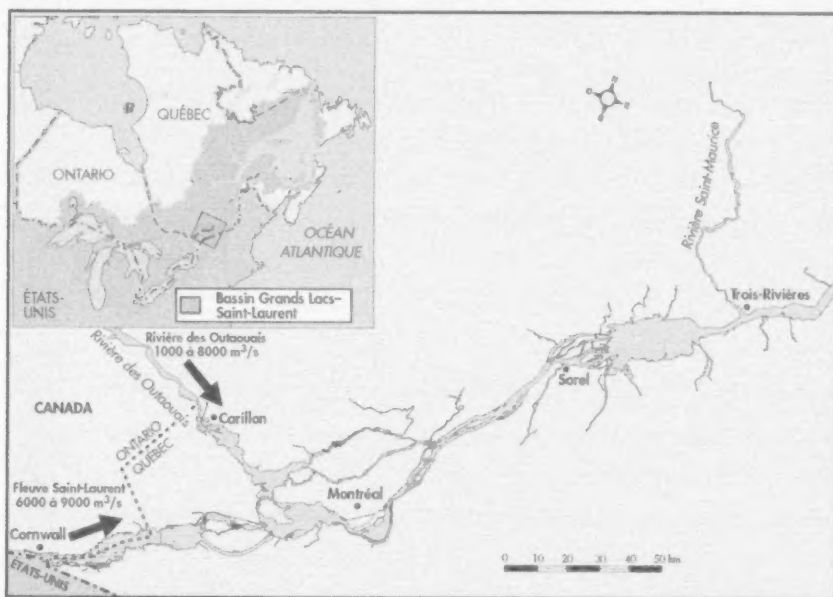 QUÉBEC
ONTARIO
OCÉAN
ATLANTIQUE
ÉTATS-
UNIS
Bassin Grands Lacs–
Saint-Laurent
Rivière Saint-Maurice
Trois-Rivières
Sorel
Rivière des Outaouais
1000 à 8000 m³/s
Rivière des Outaouais
CANADA
Carillon
ONTARIO
QUÉBEC
Fleuve Saint-Laurent
6000 à 9000 m³/s
Montréal
Cornwall
ÉTATS-UNIS
0 10 20 30 40 50 km